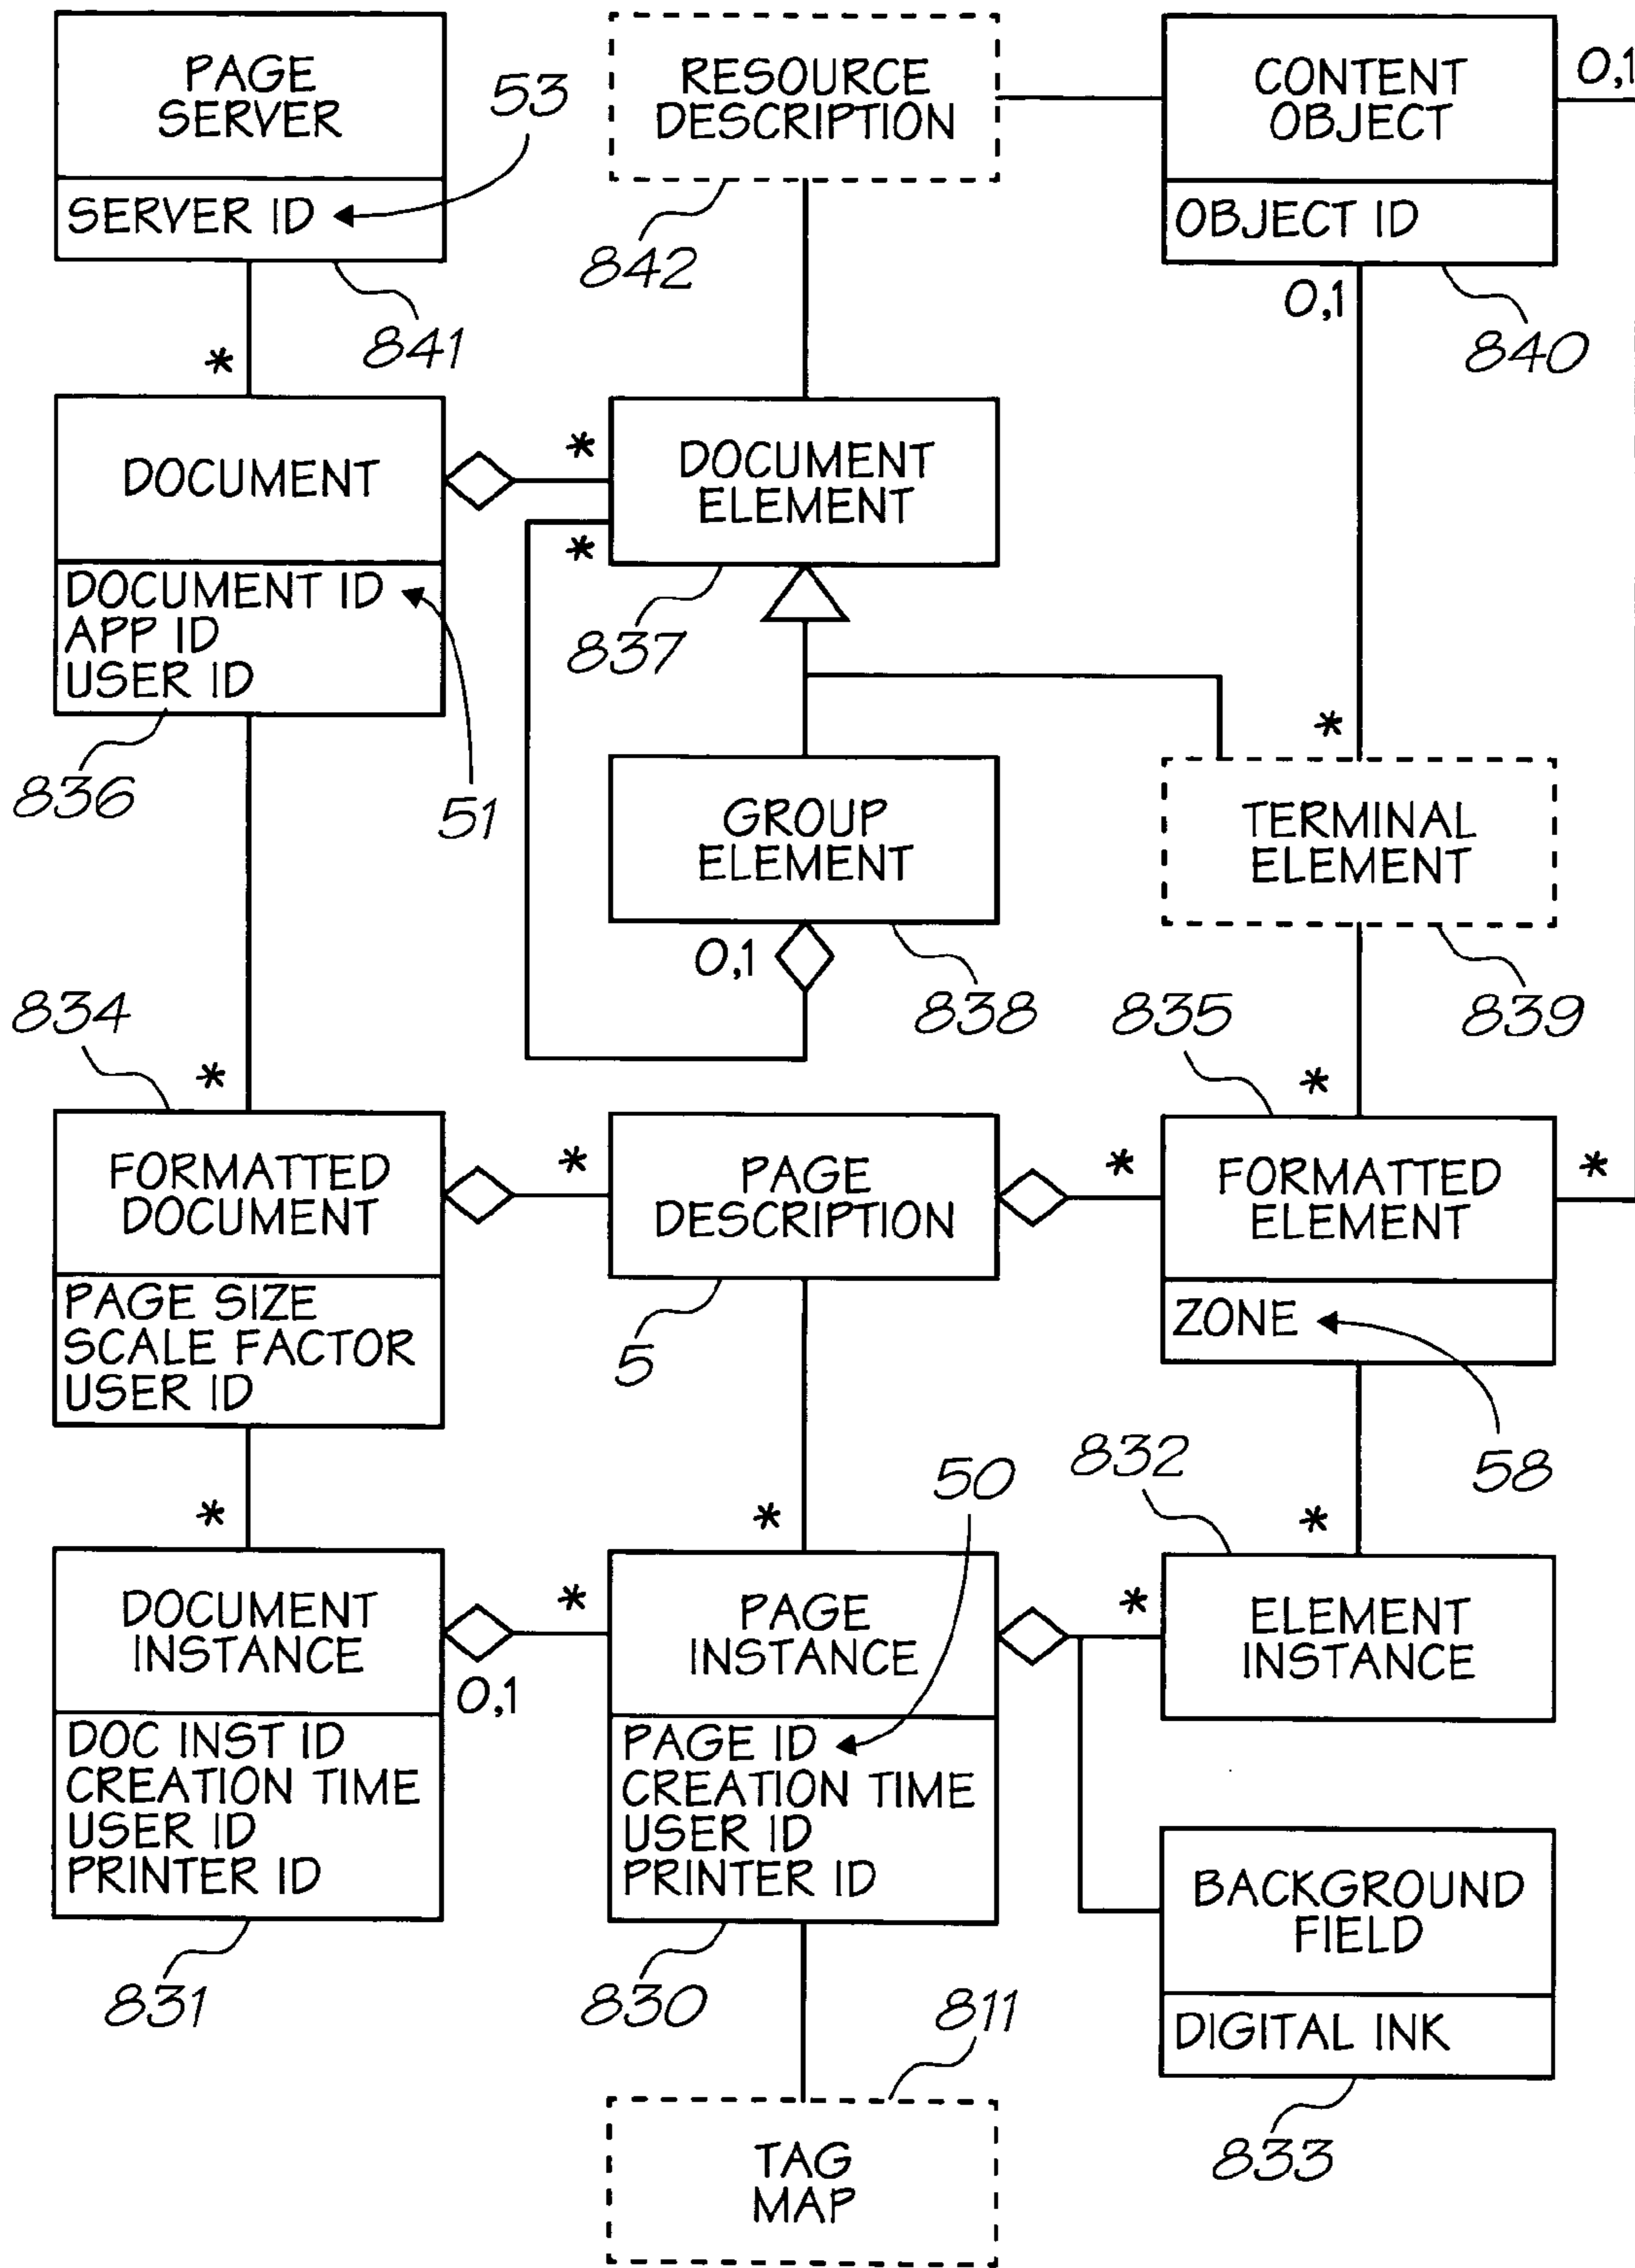 PAGE
SERVER
SERVER ID
53
841
RESOURCE
DESCRIPTION
842
CONTENT
OBJECT
OBJECT ID
0,1
0,1
840
*
DOCUMENT
DOCUMENT ID
APP ID
USER ID
836
51
*
*
DOCUMENT
ELEMENT
837
GROUP
ELEMENT
0,1
838
*
TERMINAL
ELEMENT
839
834
*
FORMATTED
DOCUMENT
PAGE SIZE
SCALE FACTOR
USER ID
*
PAGE
DESCRIPTION
5
835
*
*
FORMATTED
ELEMENT
*
ZONE
58
*
DOCUMENT
INSTANCE
0,1
DOC INST ID
CREATION TIME
USER ID
PRINTER ID
831
*
*
50
PAGE
INSTANCE
PAGE ID
CREATION TIME
USER ID
PRINTER ID
830
832
*
*
ELEMENT
INSTANCE
BACKGROUND
FIELD
DIGITAL INK
833
811
TAG
MAP